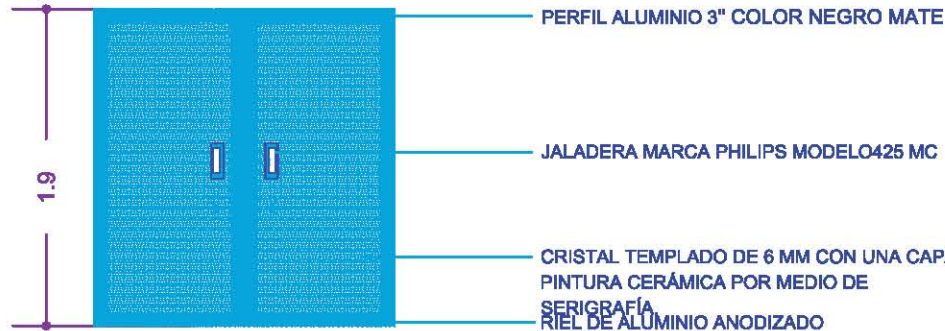 PERFIL ALUMINIO 3" COLOR NEGRO MATE
JALADERA MARCA PHILIPS MODELO425 MC
1.9
CRISTAL TEMPLADO DE 6 MM CON UNA CAP
PINTURA CERÁMICA POR MEDIO DE
SERIGRAFÍA
RIEL DE ALUMINIO ANODIZADO